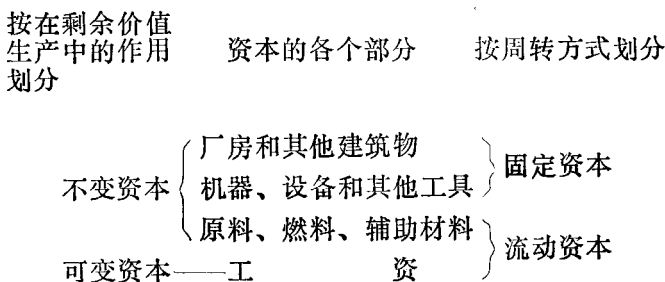 按在剩余价值
生产中的作用 资本的各个部分 按周转方式划分
划分
厂房和其他建筑物
不变资本 机器、设备和其他工具 固定资本
原料、燃料、辅助材料
可变资本——工 资 流动资本